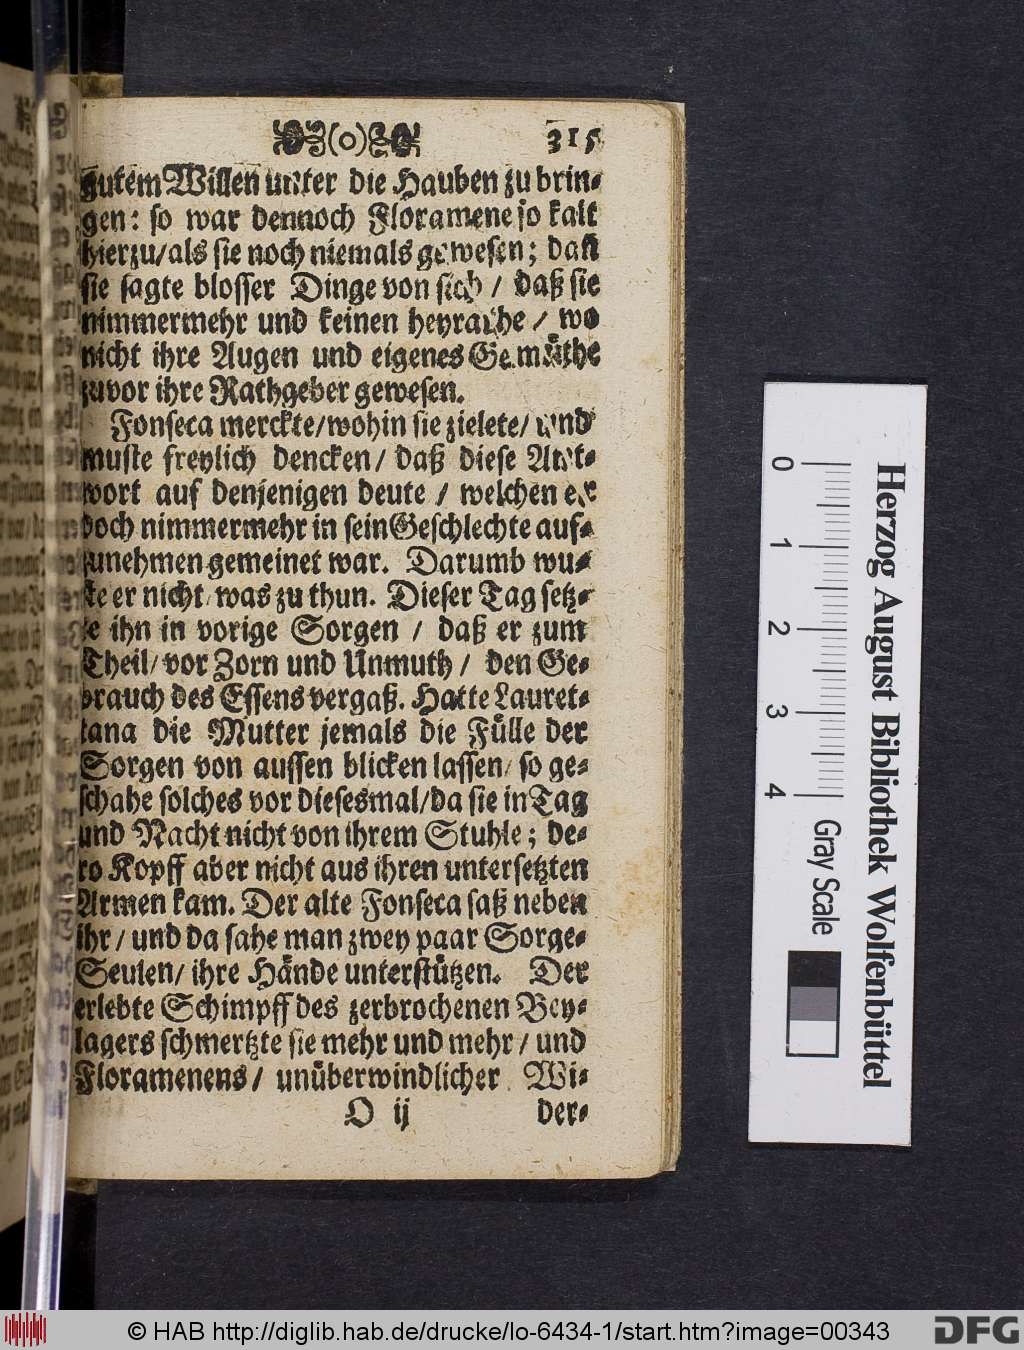 (o) 315
gutem Willen unter die Hauben zu brin-
gen: so war dennoch Floramene so kalt
hierzu/als sie noch niemals gewesen; dañ
sie sagte blosser Dinge von sich / daß sie
nimmermehr und keinen heyrathe / wo
nicht ihre Augen und eigenes Gemüthe
zuvor ihre Rathgeber gewesen.
Fonseca merckte/wohin sie zielete/ und
muste freylich dencken/ daß diese Ant-
wort auf denjenigen deute / welchen er
doch nimmermehr in sein Geschlechte auf-
zunehmen gemeinet war. Darumb wu-
ste er nicht/was zu thun. Dieser Tag setz-
te ihn in vorige Sorgen / daß er zum
Theil/ vor Zorn und Unmuth/ den Ge-
brauch des Essens vergaß. Hatte Lauret-
tana die Mutter jemals die Fülle der
Sorgen von aussen blicken lassen/ so ge-
schahe solches vor diesesmal/da sie in Tag
und Nacht nicht von ihrem Stuhle; de-
ro Kopff aber nicht aus ihren untersetzten
Armen kam. Der alte Fonseca saß neben
ihr / und da sahe man zwey paar Sorge-
Seulen/ ihre Hände unterstützen. Der
erlebte Schimpff des zerbrochenen Bey-
lagers schmertzte sie mehr und mehr / und
Floramenens/ unüberwindlicher Wi-
O ij der-
Herzog August Bibliothek Wolfenbüttel
0 1 2 3 4 Gray Scale
© HAB http://diglib.hab.de/drucke/lo-6434-1/start.htm?image=00343 DFG